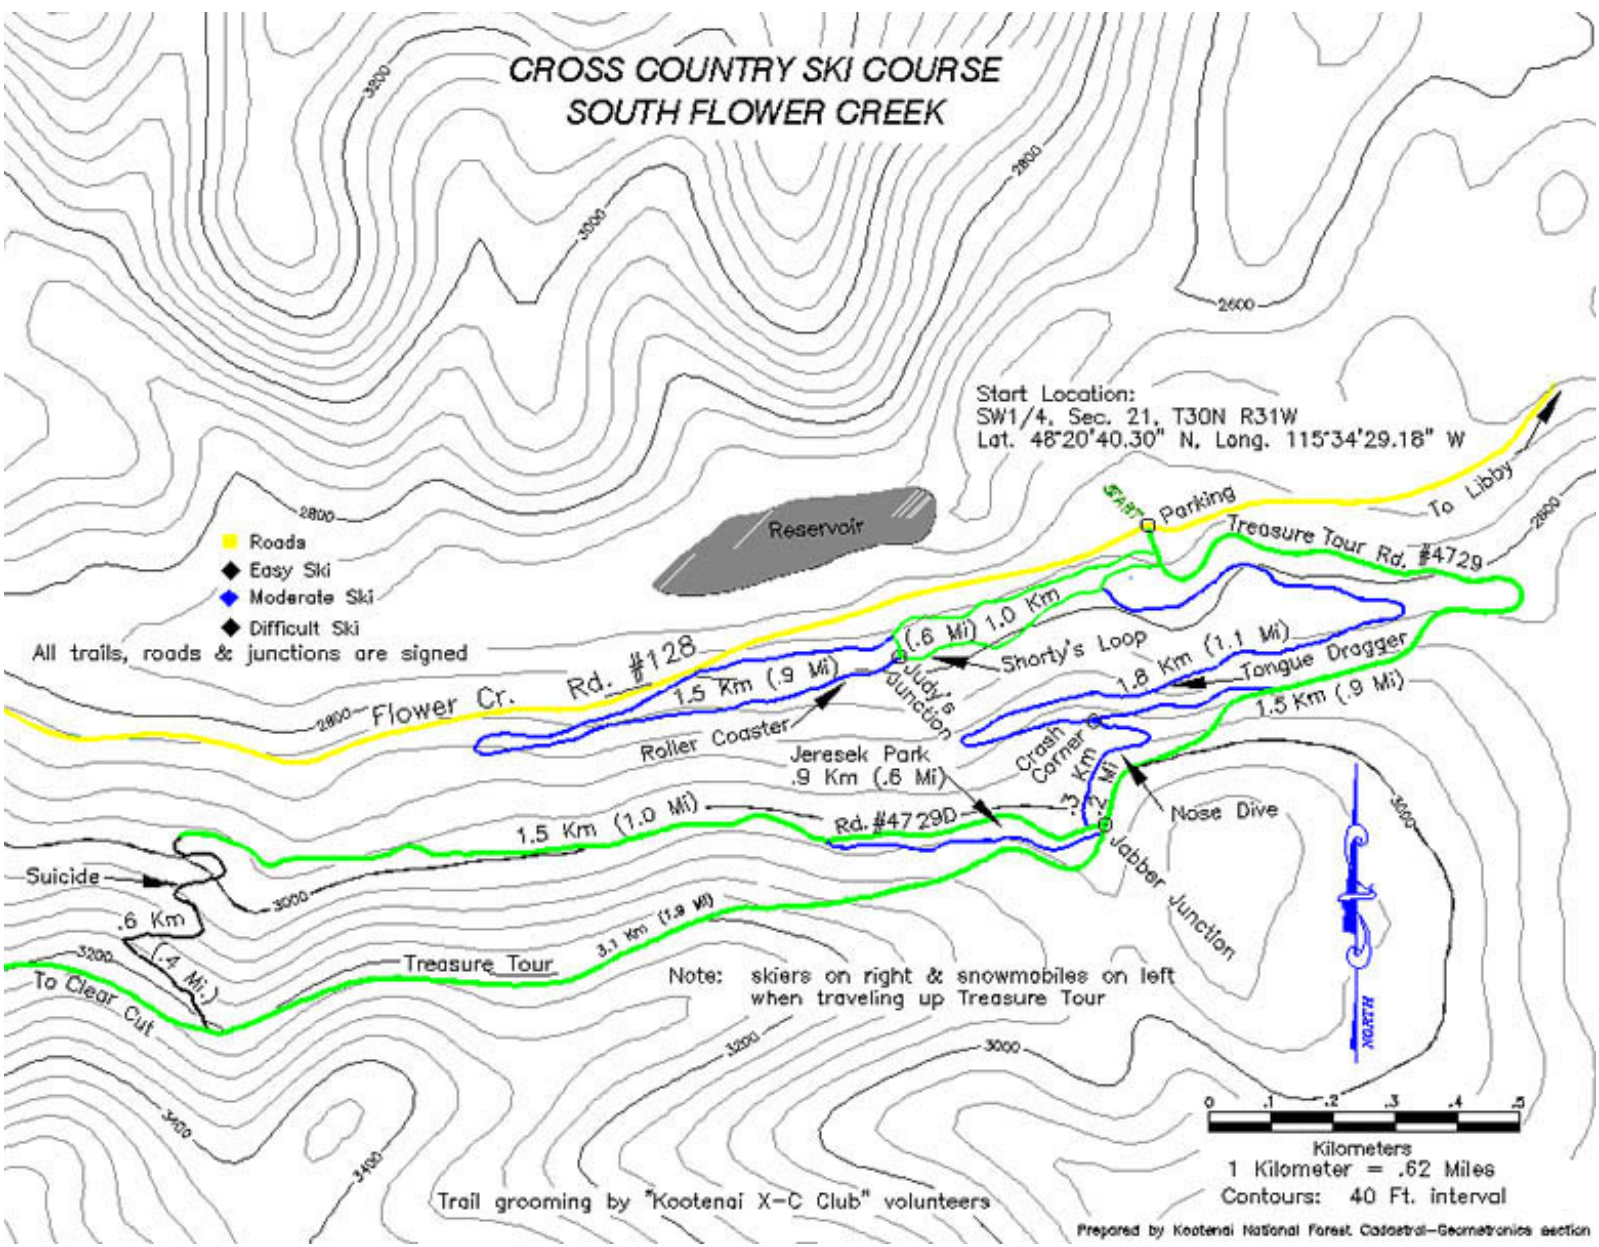 CROSS COUNTRY SKI COURSE
SOUTH FLOWER CREEK
3200
2800
3000
2600
Start Location:
SW1/4, Sec. 21, T30N R31W
Lat. 48°20'40.30" N, Long. 115°34'29.18" W
START
Parking
To Libby
2800
Treasure Tour Rd. #4729
Reservoir
2800
Roads
Easy Ski
Moderate Ski
Difficult Ski
All trails, roads & junctions are signed
(.6 Mi) 1.0 Km
Shorty's Loop
Judy's
Junction
1.8 Km (1.1 Mi)
Tongue Dragger
1.5 Km (.9 Mi)
2800
Flower Cr. Rd. #128
1.5 Km (.9 Mi)
Roller Coaster
Crash
Corner
Jeresek Park
.9 Km (.6 Mi)
.3 Km
.2 Mi
Nose Dive
3000
Rd. #4729D
1.5 Km (1.0 Mi)
Jabber Junction
Suicide
3000
.6 Km
(.4 Mi.)
3200
To Clear Cut
Treasure Tour
3.1 Km (1.9 Mi)
Note: skiers on right & snowmobiles on left
when traveling up Treasure Tour
NORTH
3200
3000
3400
3400
0 .1 .2 .3 .4 .5
Kilometers
1 Kilometer = .62 Miles
Contours: 40 Ft. interval
Trail grooming by "Kootenai X-C Club" volunteers
Prepared by Kootenai National Forest Cadastral-Geometronics section